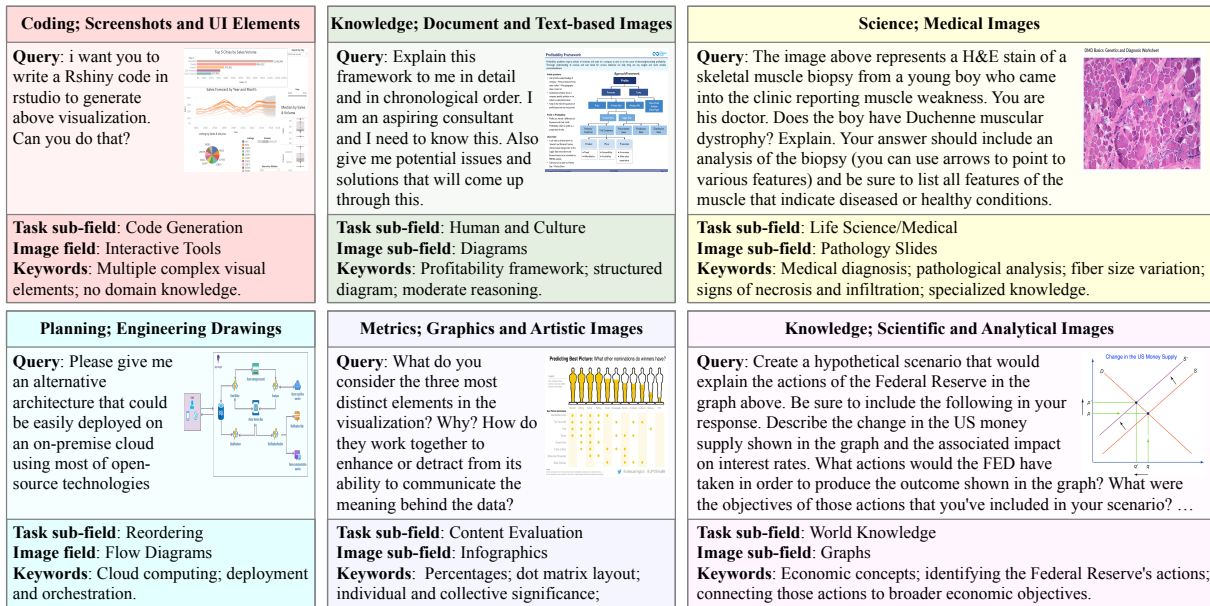 Coding; Screenshots and UI Elements
Query: i want you to
write a Rshiny code in
rstudio to generate
above visualization.
Can you do that?
Top 5 Cities by Sales Volume
Sales Forecast by Year and Month
Task sub-field: Code Generation
Image field: Interactive Tools
Keywords: Multiple complex visual
elements; no domain knowledge.
Knowledge; Document and Text-based Images
Query: Explain this
framework to me in detail
and in chronological order. I
am an aspiring consultant
and I need to know this. Also
give me potential issues and
solutions that will come up
through this.
Profitability Framework
Task sub-field: Human and Culture
Image sub-field: Diagrams
Keywords: Profitability framework; structured
diagram; moderate reasoning.
Science; Medical Images
Query: The image above represents a H&E stain of a
skeletal muscle biopsy from a young boy who came
into the clinic reporting muscle weakness. You are
his doctor. Does the boy have Duchenne muscular
dystrophy? Explain. Your answer should include an
analysis of the biopsy (you can use arrows to point to
various features) and be sure to list all features of the
muscle that indicate diseased or healthy conditions.
DMD Basics: Genetics and Diagnosis Worksheet
Task sub-field: Life Science/Medical
Image sub-field: Pathology Slides
Keywords: Medical diagnosis; pathological analysis; fiber size variation;
signs of necrosis and infiltration; specialized knowledge.
Planning; Engineering Drawings
Query: Please give me
an alternative
architecture that could
be easily deployed on
an on-premise cloud
using most of open-
source technologies
Task sub-field: Reordering
Image field: Flow Diagrams
Keywords: Cloud computing; deployment
and orchestration.
Metrics; Graphics and Artistic Images
Query: What do you
consider the three most
distinct elements in the
visualization? Why? How do
they work together to
enhance or detract from its
ability to communicate the
meaning behind the data?
Predicting Best Picture: What other nominations do winners have?
Task sub-field: Content Evaluation
Image sub-field: Infographics
Keywords: Percentages; dot matrix layout;
individual and collective significance;
Knowledge; Scientific and Analytical Images
Query: Create a hypothetical scenario that would
explain the actions of the Federal Reserve in the
graph above. Be sure to include the following in your
response. Describe the change in the US money
supply shown in the graph and the associated impact
on interest rates. What actions would the FED have
taken in order to produce the outcome shown in the graph? What were
the objectives of those actions that you've included in your scenario? …
Change in the US Money Supply
D
S'
S
Task sub-field: World Knowledge
Image sub-field: Graphs
Keywords: Economic concepts; identifying the Federal Reserve's actions;
connecting those actions to broader economic objectives.